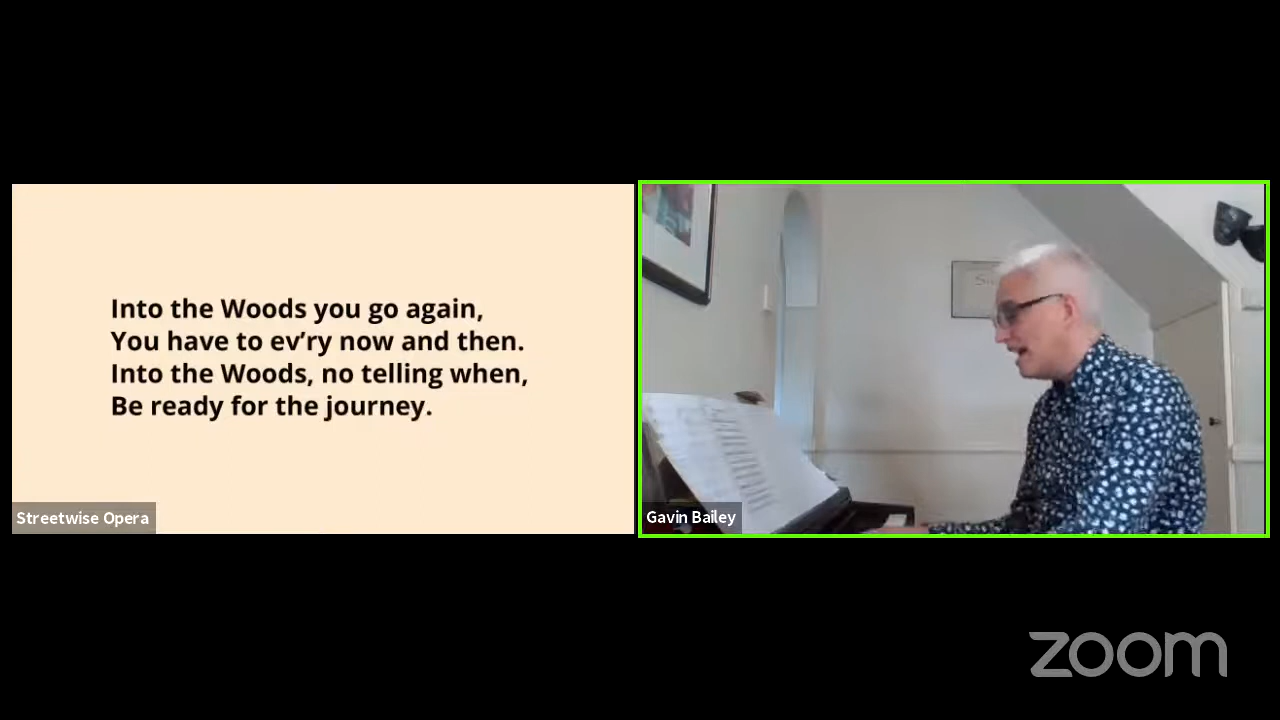 Into the Woods you go again,
You have to ev’ry now and then.
Into the Woods, no telling when,
Be ready for the journey.
Streetwise Opera
Gavin Bailey
zoom